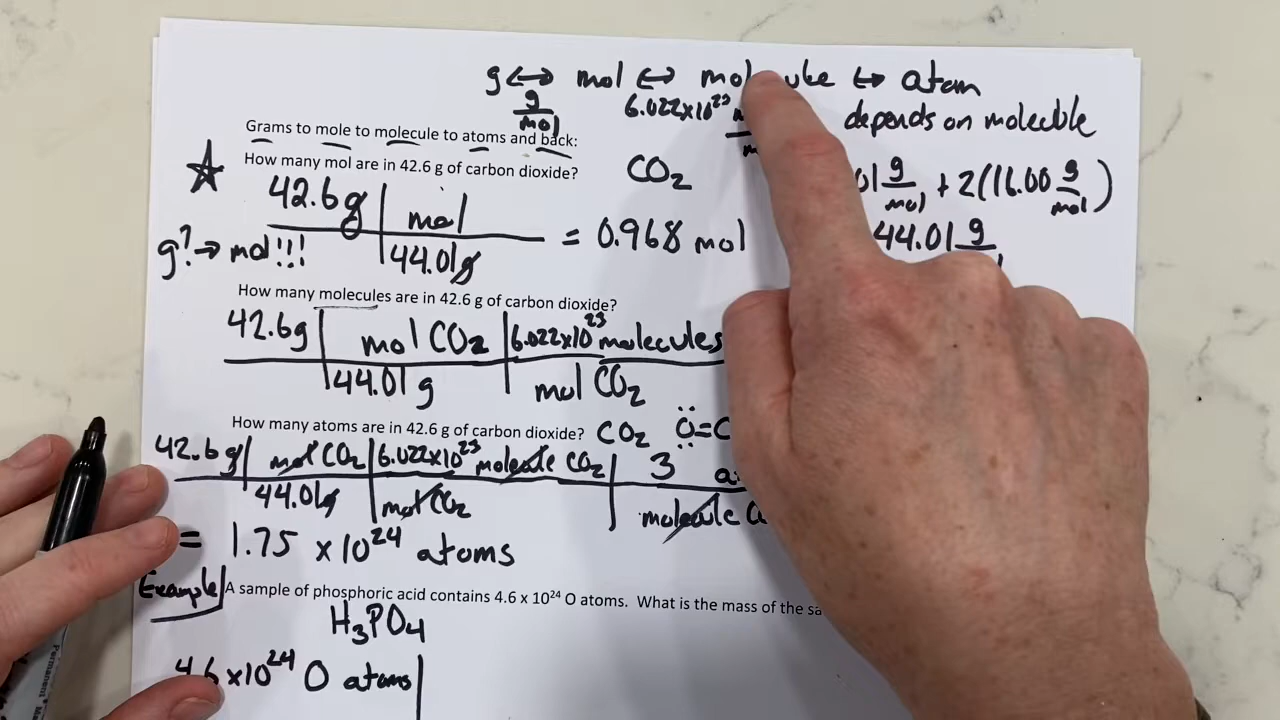 g ↔ mol ↔ ↔ atom
g/mol 6.022x10²³ depends on molecule
Grams to mole to molecule to atoms and back:
How many mol are in 42.6 g of carbon dioxide? CO₂
g/mol + 2(16.00 g/mol)
42.6g | mol
44.01g
= 0.968 mol
44.01 g
g? → mol!!!
How many molecules are in 42.6 g of carbon dioxide?
42.6g | mol CO₂ | 6.022x10²³ molecules
44.01 g | mol CO₂
How many atoms are in 42.6 g of carbon dioxide? CO₂ Ö=C
42.6g | mol CO₂ | 6.022x10²³ molecule CO₂ | 3
44.01g | mol CO₂ | molecule
= 1.75 x10²⁴ atoms
Example A sample of phosphoric acid contains 4.6 x 10²⁴ O atoms. What is the mass of the
H₃PO₄
4.6 x10²⁴ O atoms
Permanent